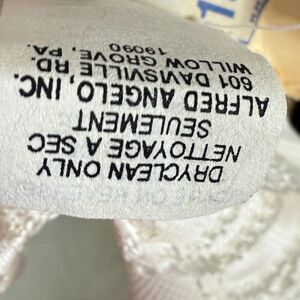 DRYCLEAN ONLY
NETTOYAGE A SEC
SEULEMENT
ALFRED ANGELO, INC.
601 DAVISVILLE RD.
WILLOW GROVE, PA.
19090